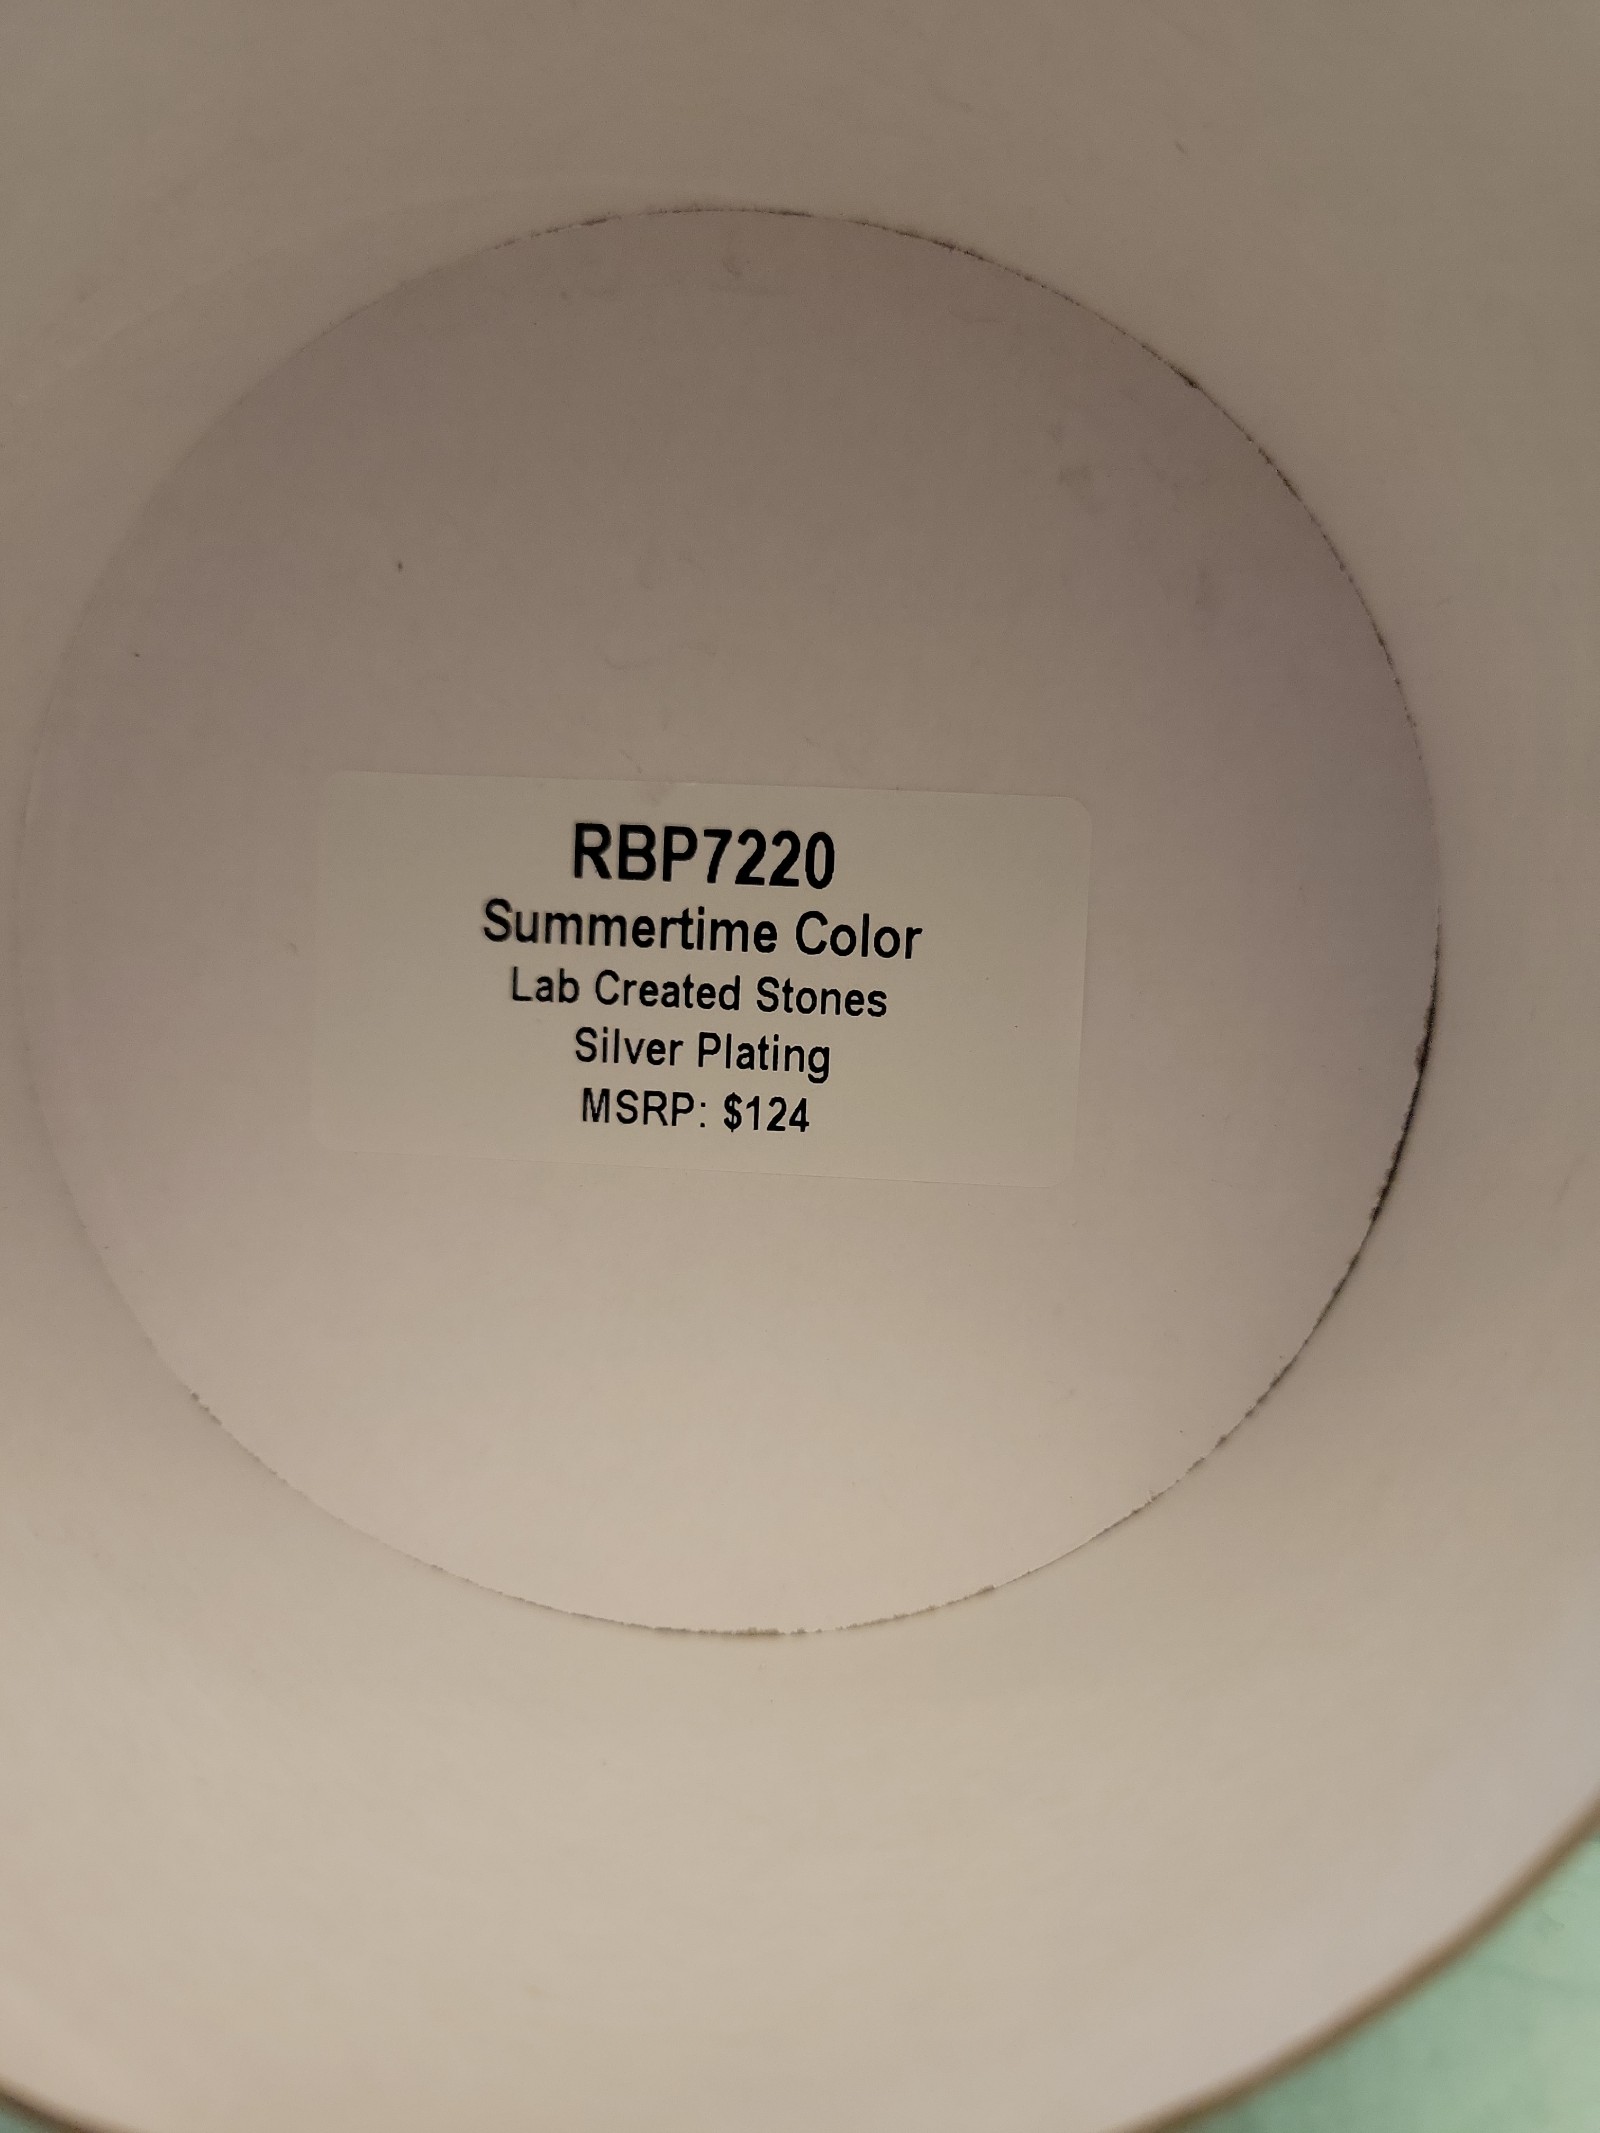 RBP7220
Summertime Color
Lab Created Stones
Silver Plating
MSRP: $124